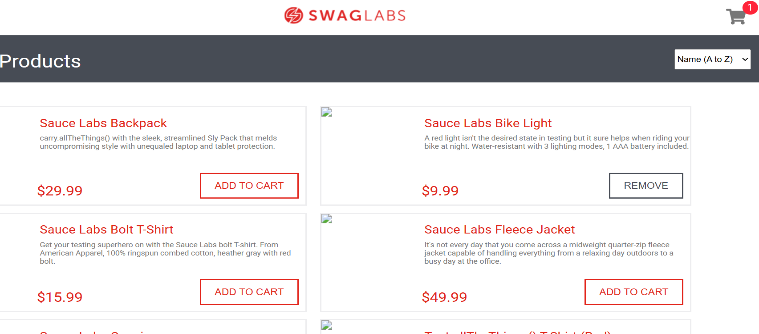 SWAGLABS
1
Products
Name (A to Z)
Sauce Labs Backpack
carry allTheThings() with the sleek, streamlined Sly Pack that melds
uncompromising style with unequaled laptop and tablet protection.
$29.99
ADD TO CART
Sauce Labs Bike Light
A red light isn't the desired state in testing but it sure helps when riding your
bike at night. Water-resistant with 3 lighting modes, 1 AAA battery included.
$9.99
REMOVE
Sauce Labs Bolt T-Shirt
Get your testing superhero on with the Sauce Labs bolt T-shirt. From
American Apparel, 100% ringspun combed cotton, heather gray with red
bolt.
$15.99
ADD TO CART
Sauce Labs Fleece Jacket
It's not every day that you come across a midweight quarter-zip fleece
jacket capable of handling everything from a relaxing day outdoors to a
busy day at the office.
$49.99
ADD TO CART